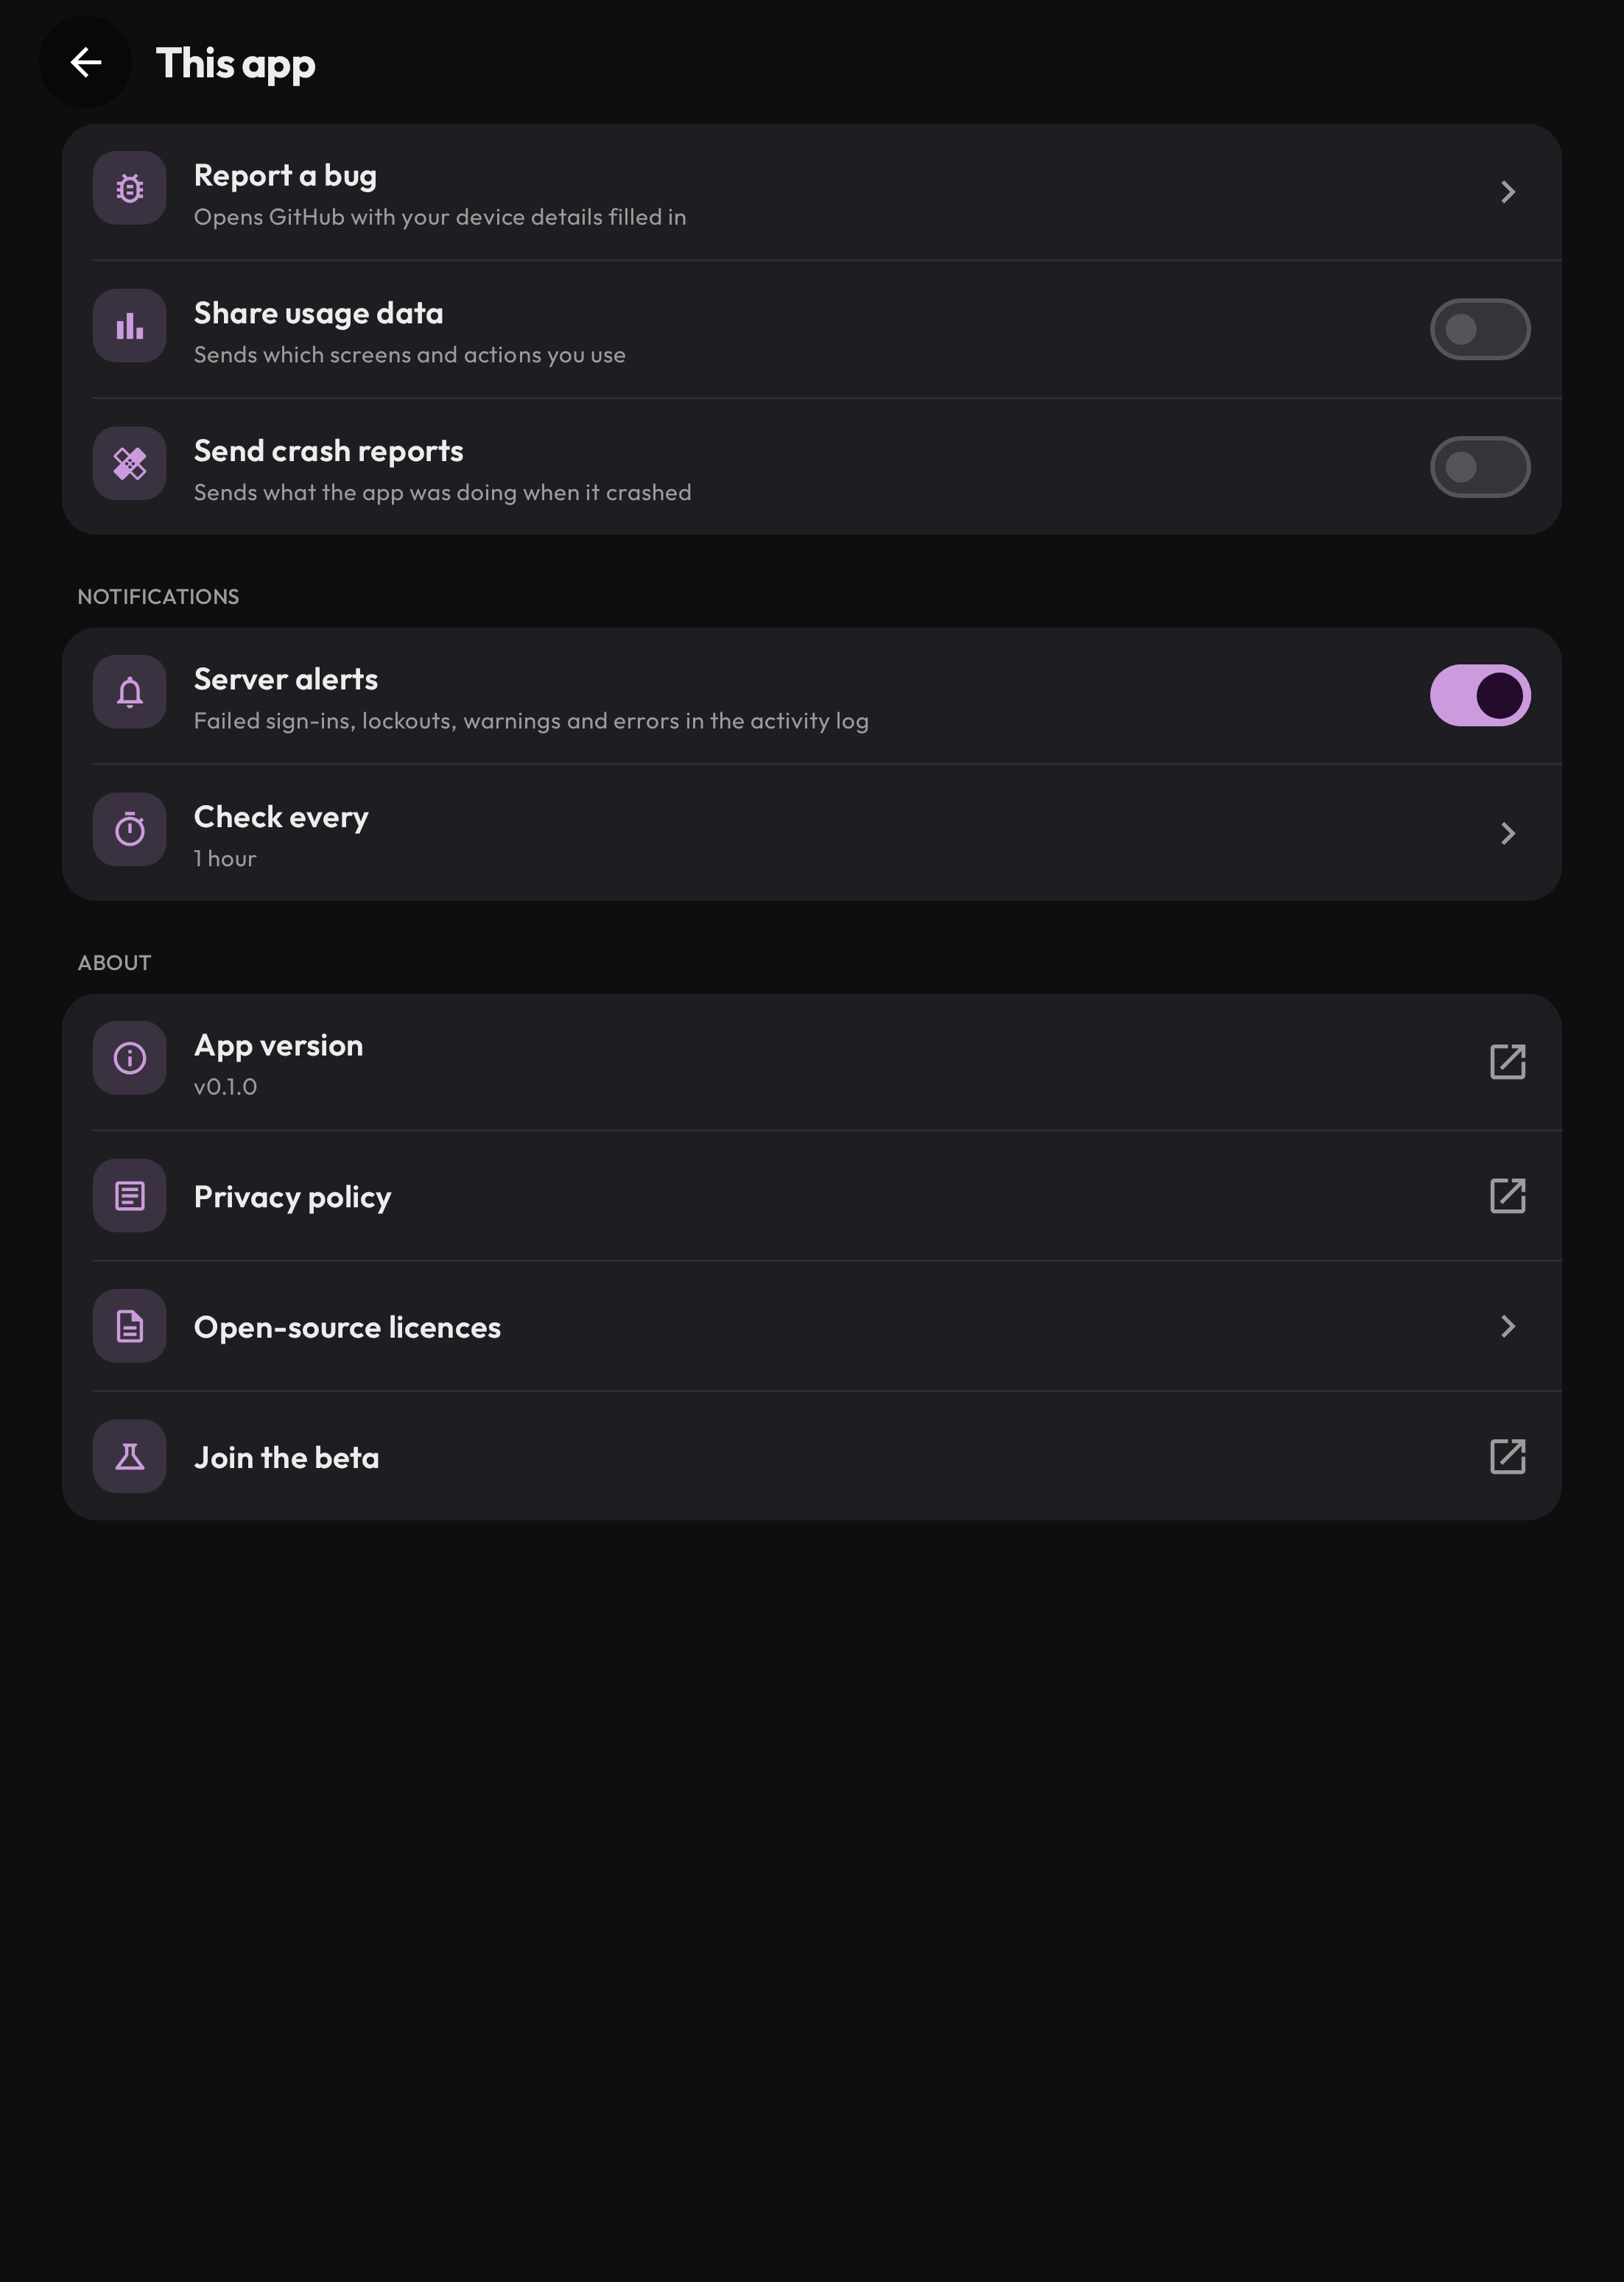 This app
Report a bug
Opens GitHub with your device details filled in
Share usage data
Sends which screens and actions you use
Send crash reports
Sends what the app was doing when it crashed
NOTIFICATIONS
Server alerts
Failed sign-ins, lockouts, warnings and errors in the activity log
Check every
1 hour
ABOUT
App version
v0.1.0
Privacy policy
Open-source licences
Join the beta